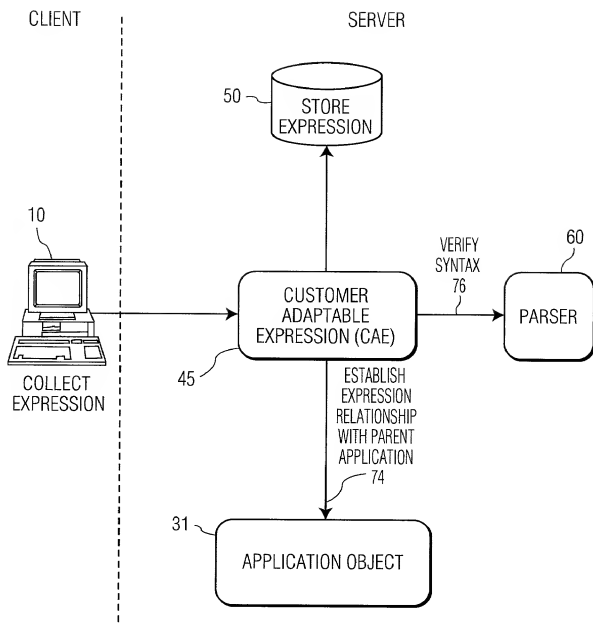 CLIENT
SERVER
50
STORE
EXPRESSION
10
COLLECT
EXPRESSION
CUSTOMER
ADAPTABLE
EXPRESSION (CAE)
45
VERIFY
SYNTAX
76
60
PARSER
ESTABLISH
EXPRESSION
RELATIONSHIP
WITH PARENT
APPLICATION
74
31
APPLICATION OBJECT